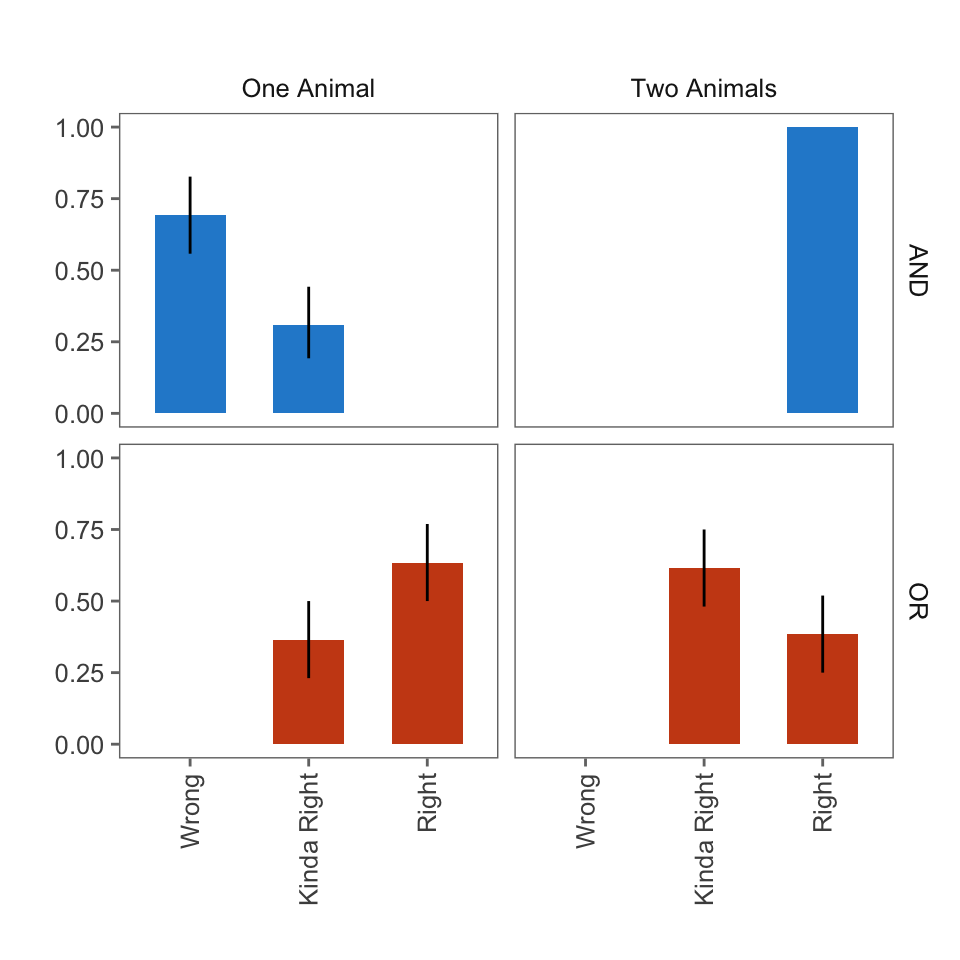 One Animal
Two Animals
1.00
0.75
0.50
0.25
0.00
AND
1.00
0.75
0.50
0.25
0.00
OR
Wrong
Kinda Right
Right
Wrong
Kinda Right
Right